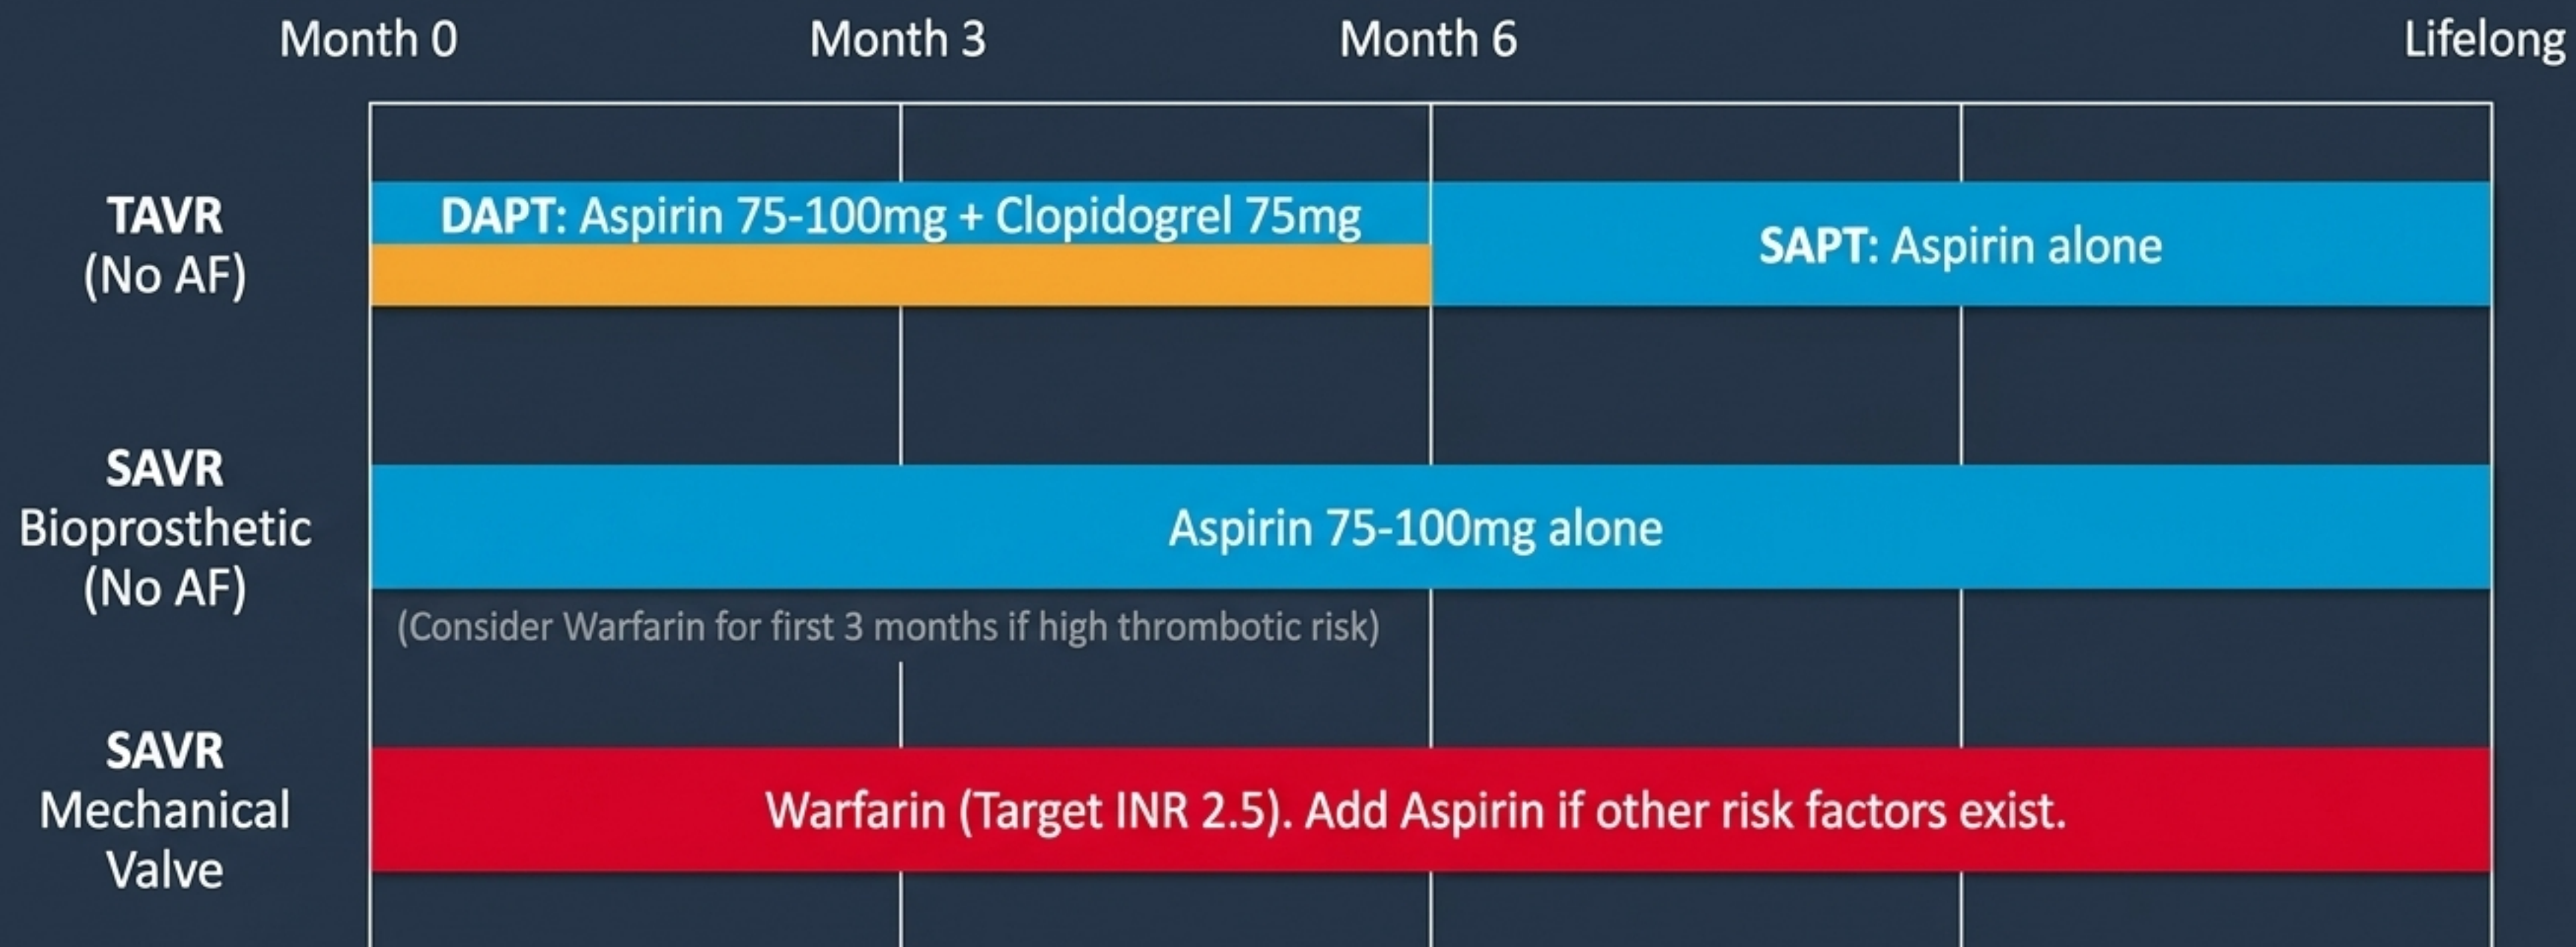 Month 0
Month 3
Month 6
Lifelong
TAVR
(No AF)
DAPT: Aspirin 75-100mg + Clopidogrel 75mg
SAPT: Aspirin alone
SAVR
Bioprosthetic
(No AF)
Aspirin 75-100mg alone
(Consider Warfarin for first 3 months if high thrombotic risk)
SAVR
Mechanical
Valve
Warfarin (Target INR 2.5). Add Aspirin if other risk factors exist.